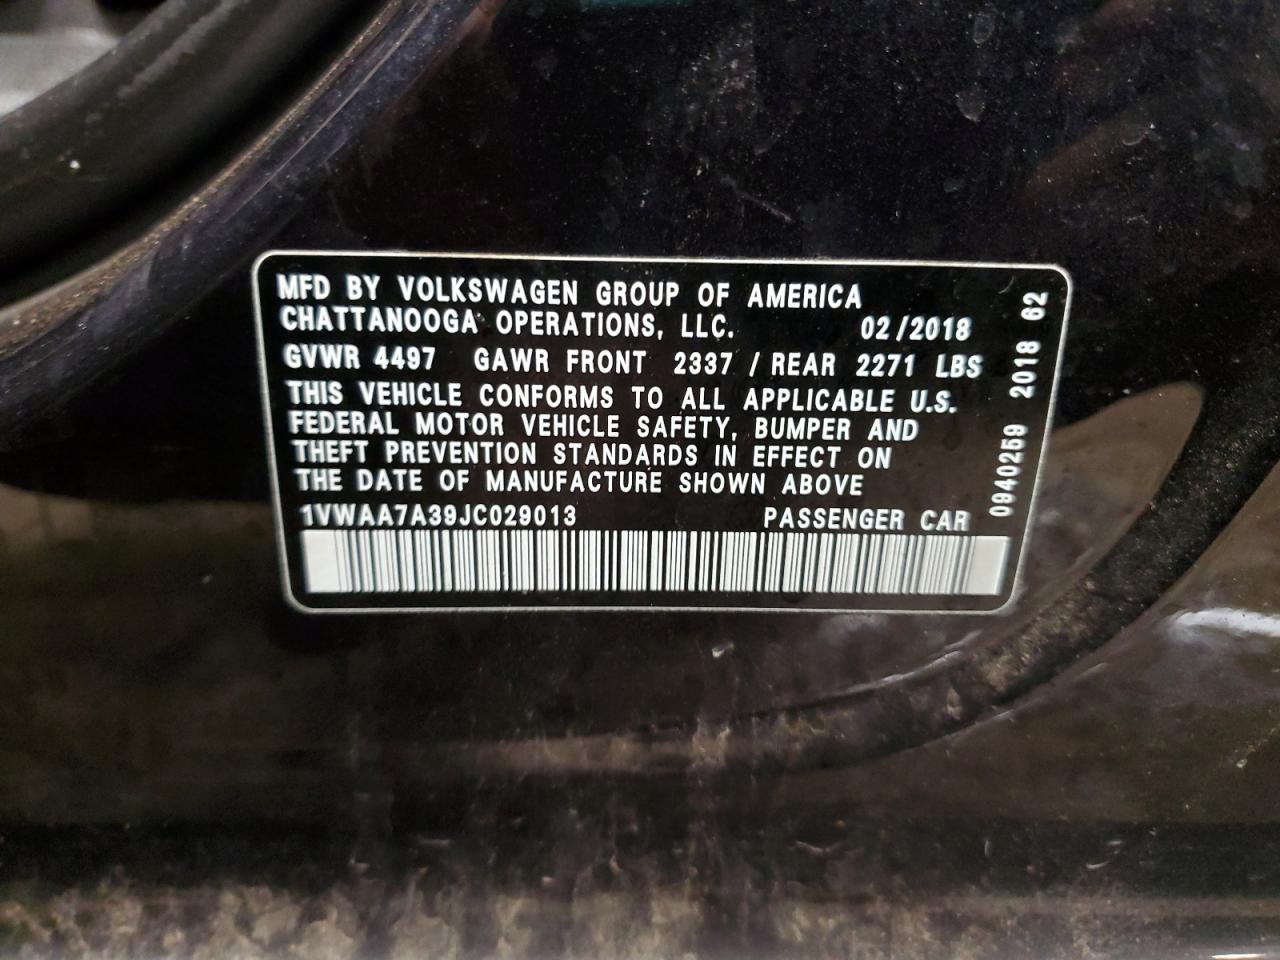 MFD BY VOLKSWAGEN GROUP OF AMERICA
CHATTANOOGA OPERATIONS, LLC. 02/2018
GVWR 4497 GAWR FRONT 2337 / REAR 2271 LBS
THIS VEHICLE CONFORMS TO ALL APPLICABLE U.S.
FEDERAL MOTOR VEHICLE SAFETY, BUMPER AND
THEFT PREVENTION STANDARDS IN EFFECT ON
THE DATE OF MANUFACTURE SHOWN ABOVE
1VWAA7A39JC029013 PASSENGER CAR
0940259 2018 62